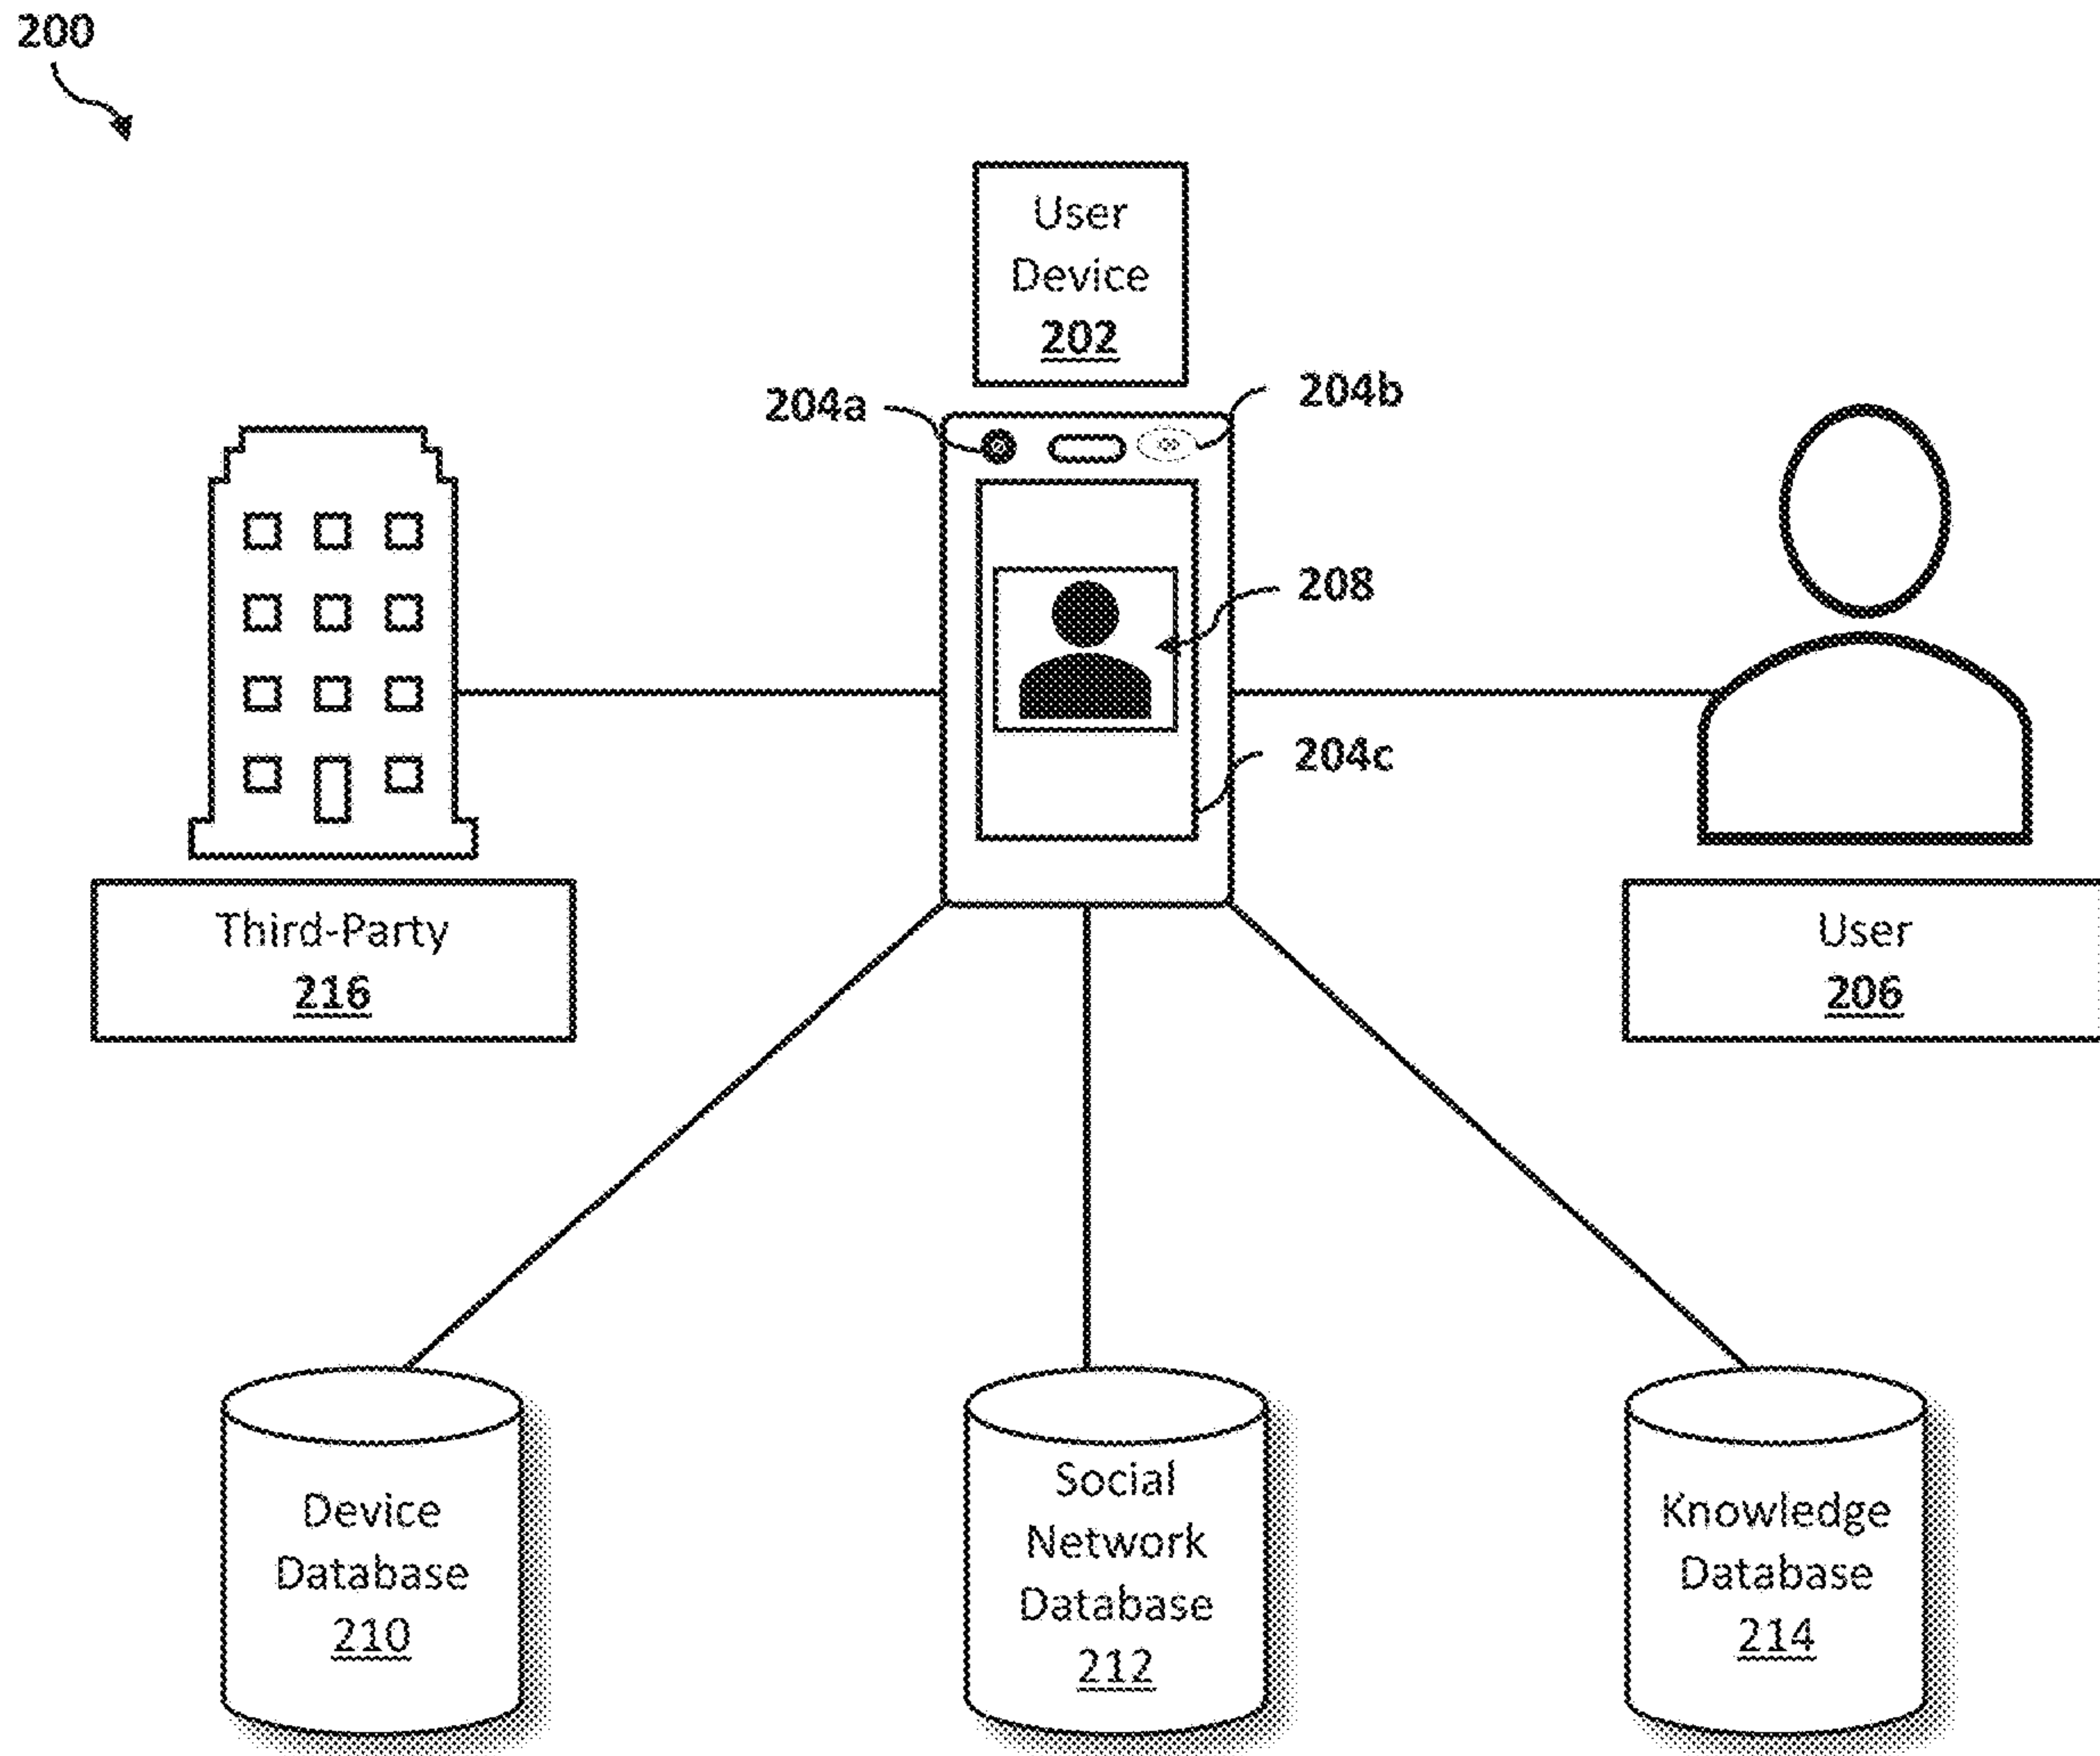 200
User
Device
202
204a
204b
208
204c
Third-Party
216
User
206
Device
Database
210
Social
Network
Database
212
Knowledge
Database
214